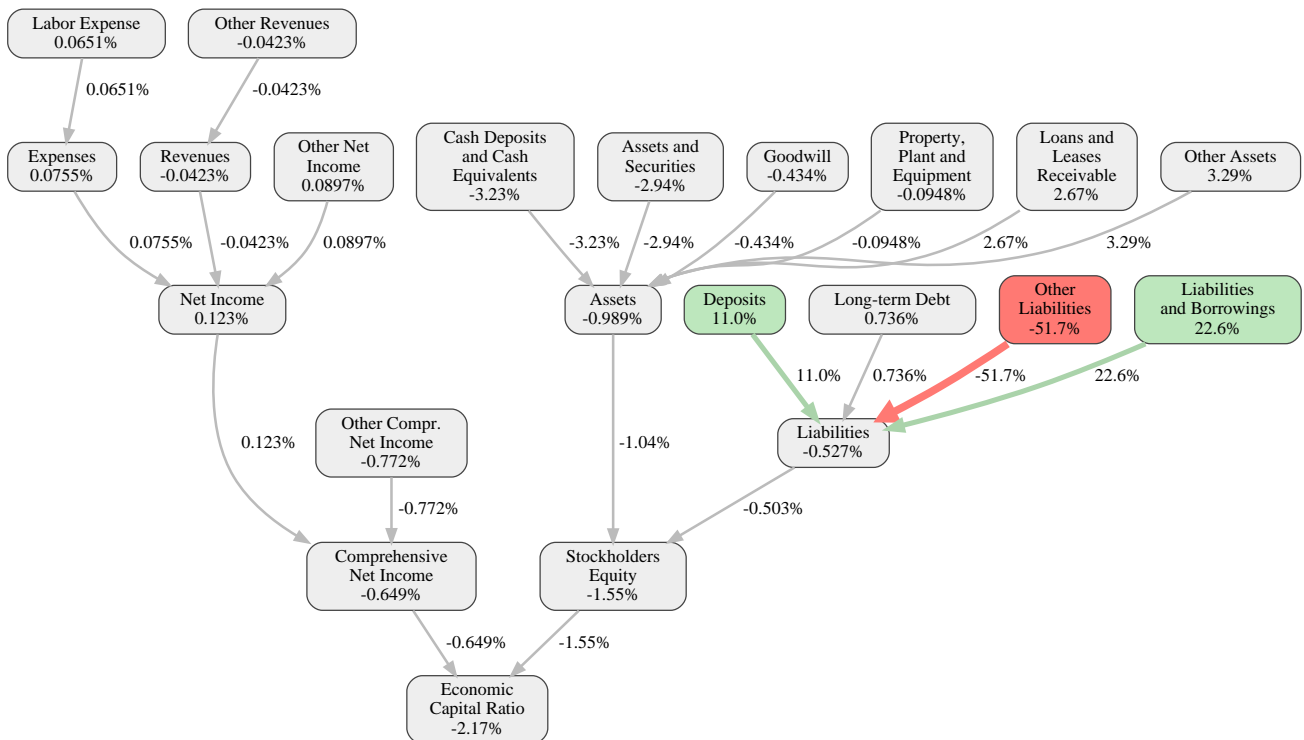 Labor Expense
0.0651%
Other Revenues
-0.0423%
0.0651%
-0.0423%
Expenses
0.0755%
Revenues
-0.0423%
Other Net
Income
0.0897%
Cash Deposits
and Cash
Equivalents
-3.23%
Assets and
Securities
-2.94%
Goodwill
-0.434%
Property,
Plant and
Equipment
-0.0948%
Loans and
Leases
Receivable
2.67%
Other Assets
3.29%
0.0755%
-0.0423%
0.0897%
-3.23%
-2.94%
-0.434%
-0.0948%
2.67%
3.29%
Net Income
0.123%
Assets
-0.989%
Deposits
11.0%
Long-term Debt
0.736%
Other
Liabilities
-51.7%
Liabilities
and Borrowings
22.6%
11.0%
0.736%
-51.7%
22.6%
0.123%
Other Compr.
Net Income
-0.772%
-1.04%
Liabilities
-0.527%
-0.772%
-0.503%
Comprehensive
Net Income
-0.649%
Stockholders
Equity
-1.55%
-0.649%
-1.55%
Economic
Capital Ratio
-2.17%